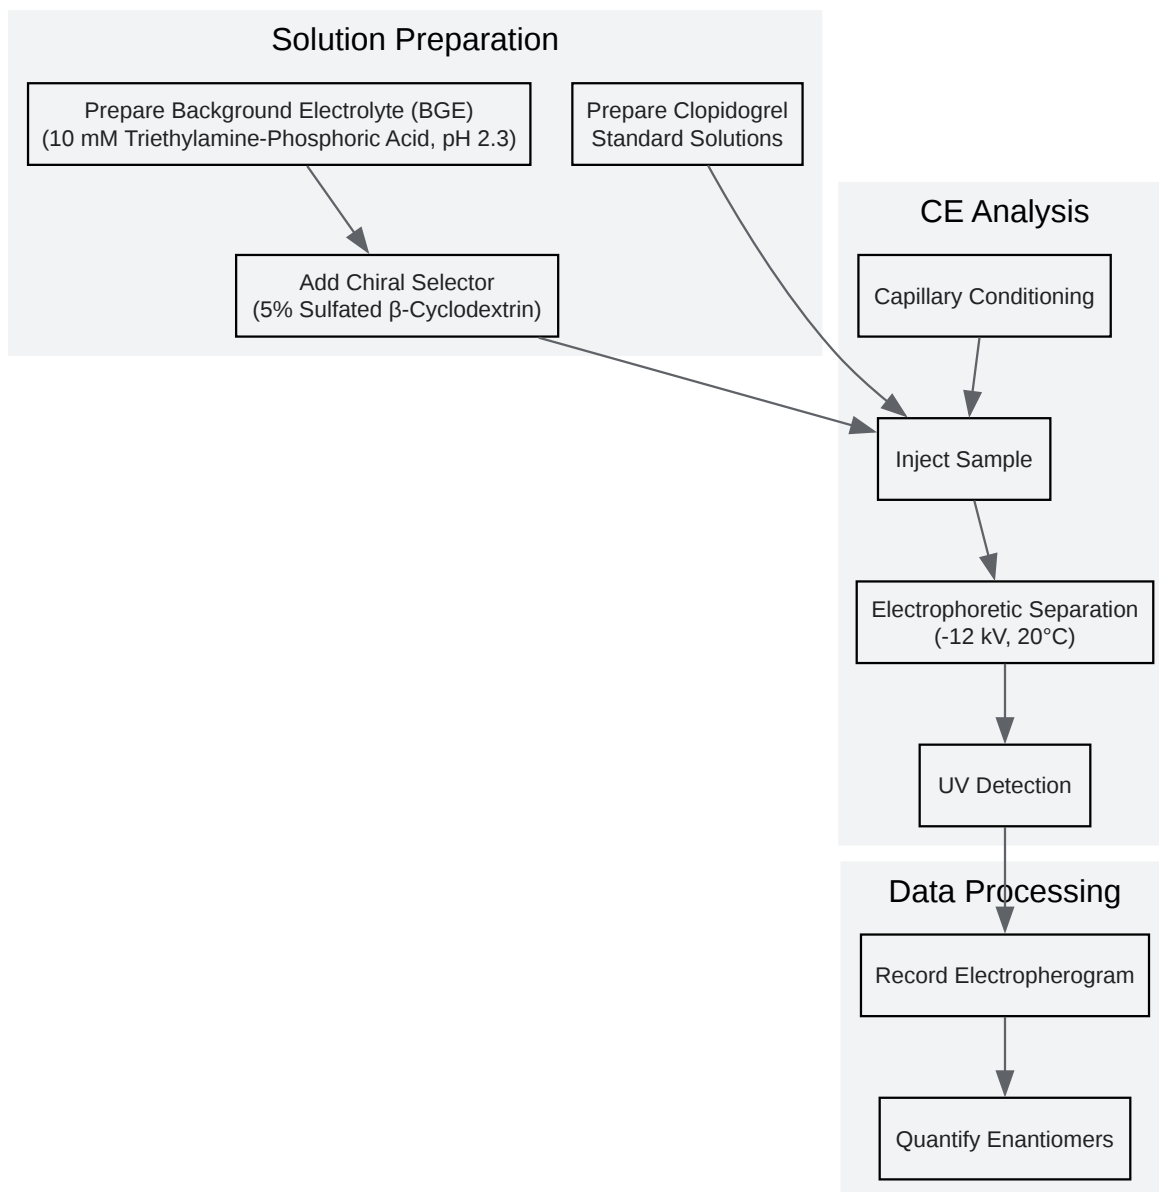 Solution Preparation
Prepare Background Electrolyte (BGE)
(10 mM Triethylamine-Phosphoric Acid, pH 2.3)
Prepare Clopidogrel
Standard Solutions
Add Chiral Selector
(5% Sulfated β-Cyclodextrin)
CE Analysis
Capillary Conditioning
Inject Sample
Electrophoretic Separation
(-12 kV, 20°C)
UV Detection
Data Processing
Record Electropherogram
Quantify Enantiomers